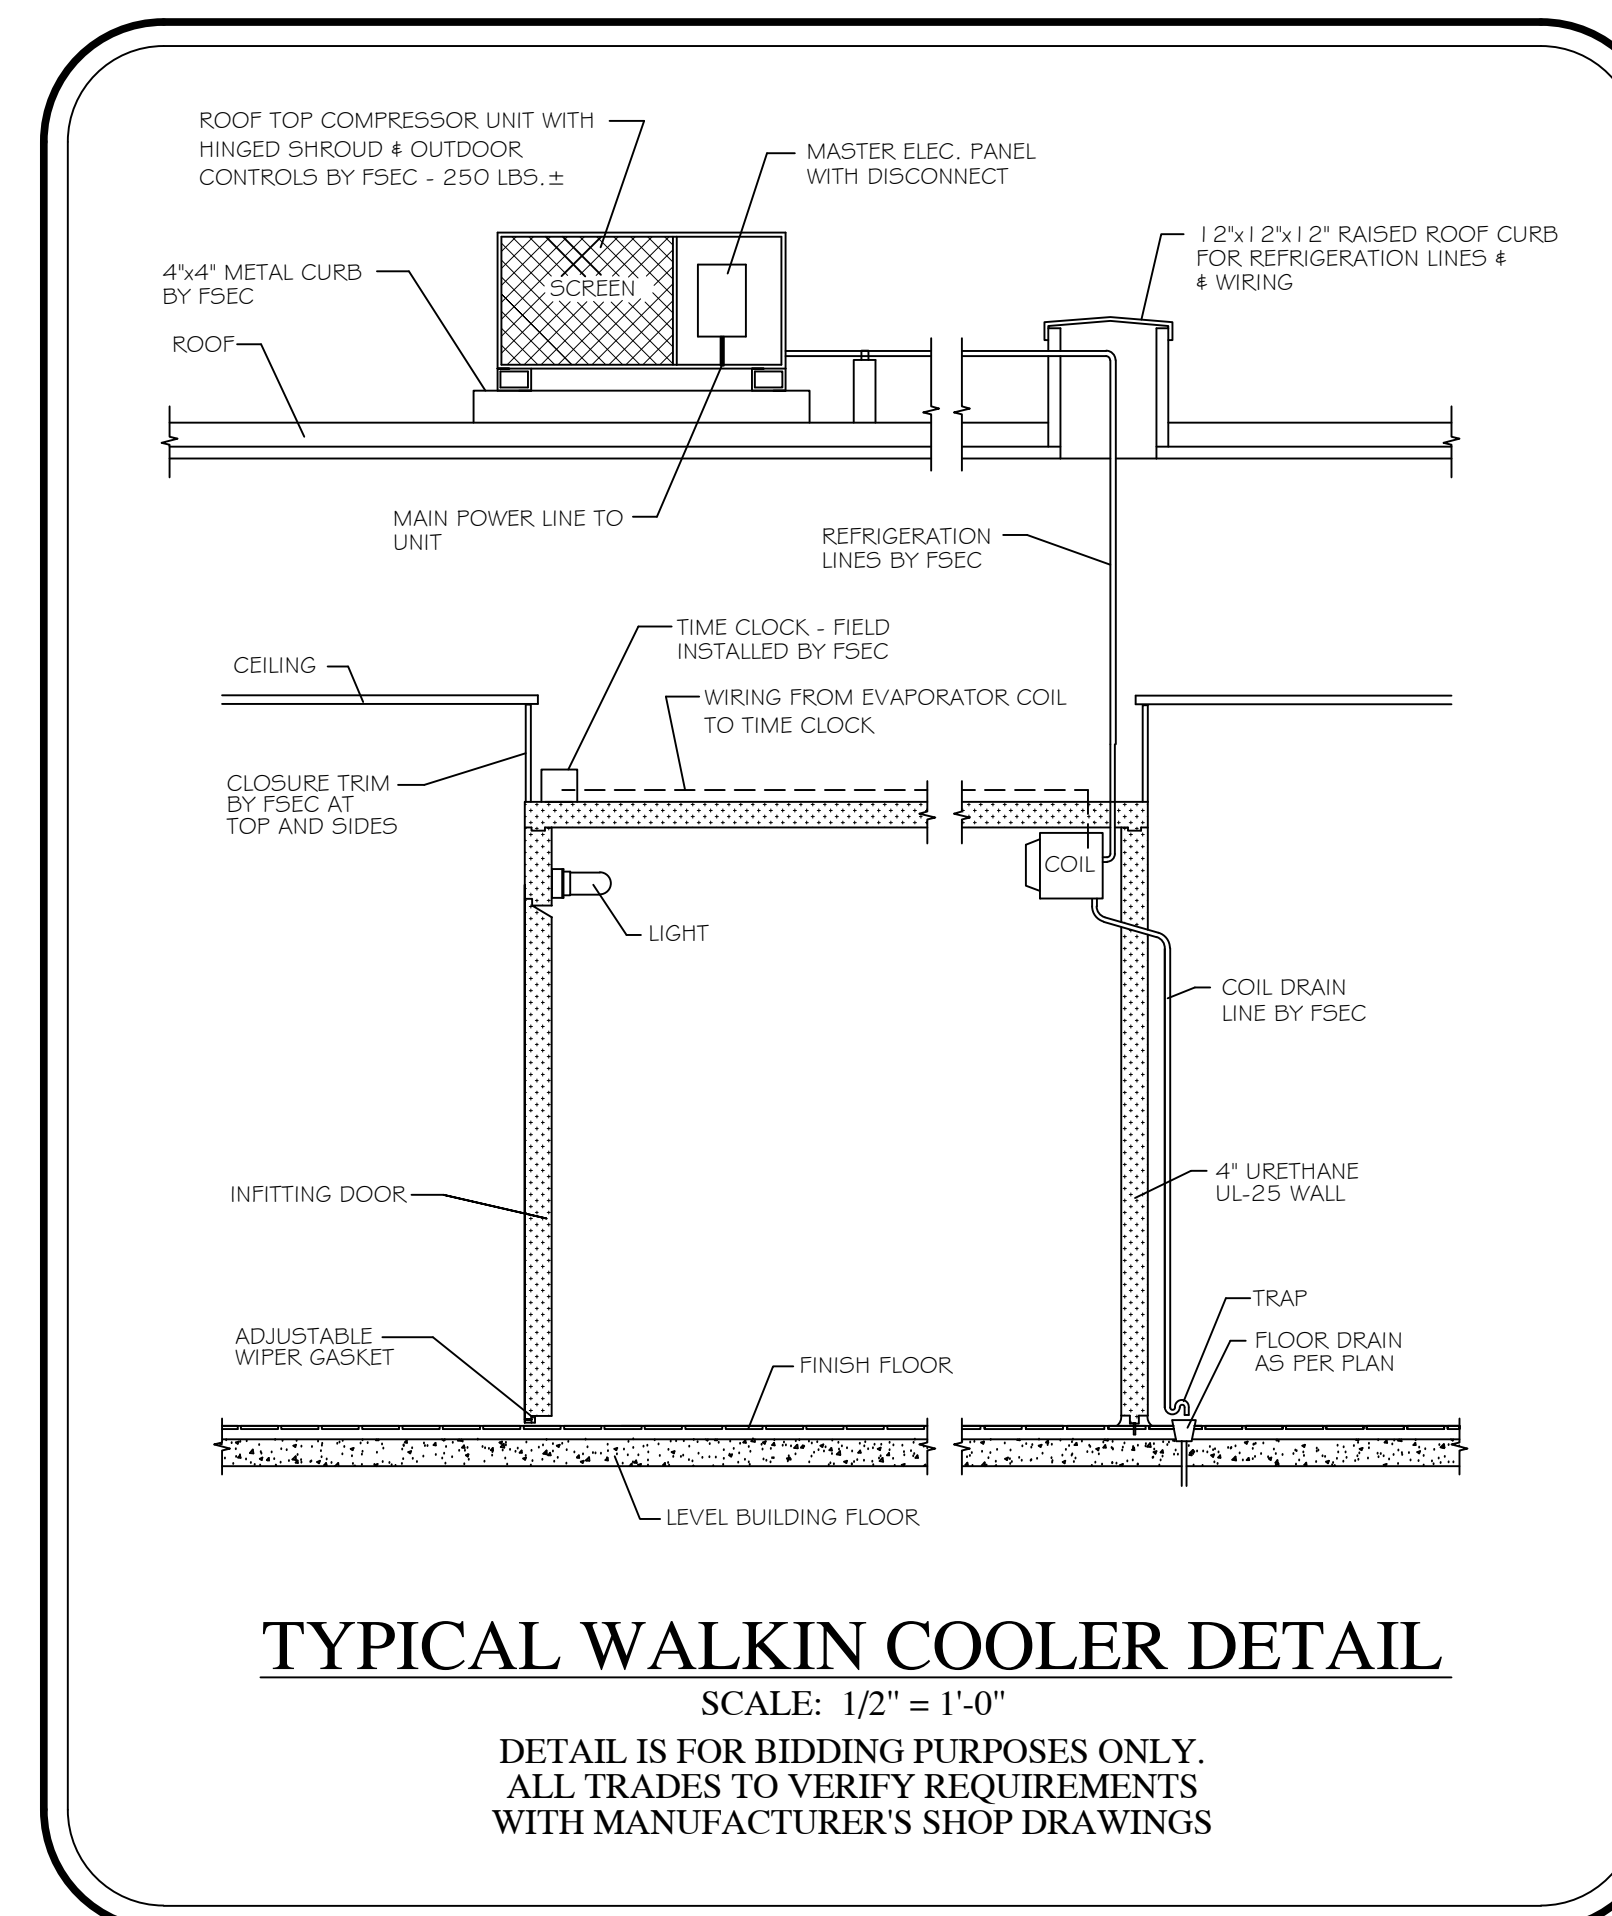 ROOF TOP COMPRESSOR UNIT WITH
HINGED SHROUD & OUTDOOR
CONTROLS BY FSEC - 250 LBS.±
MASTER ELEC. PANEL
WITH DISCONNECT
12"x12"x12" RAISED ROOF CURB
FOR REFRIGERATION LINES &
& WIRING
4"x4" METAL CURB
BY FSEC
SCREEN
ROOF
MAIN POWER LINE TO
UNIT
REFRIGERATION
LINES BY FSEC
TIME CLOCK - FIELD
INSTALLED BY FSEC
CEILING
WIRING FROM EVAPORATOR COIL
TO TIME CLOCK
CLOSURE TRIM
BY FSEC AT
TOP AND SIDES
COIL
LIGHT
COIL DRAIN
LINE BY FSEC
4" URETHANE
UL-25 WALL
INFITTING DOOR
TRAP
ADJUSTABLE
WIPER GASKET
FINISH FLOOR
FLOOR DRAIN
AS PER PLAN
LEVEL BUILDING FLOOR
TYPICAL WALKIN COOLER DETAIL
SCALE: 1/2" = 1'-0"
DETAIL IS FOR BIDDING PURPOSES ONLY.
ALL TRADES TO VERIFY REQUIREMENTS
WITH MANUFACTURER'S SHOP DRAWINGS